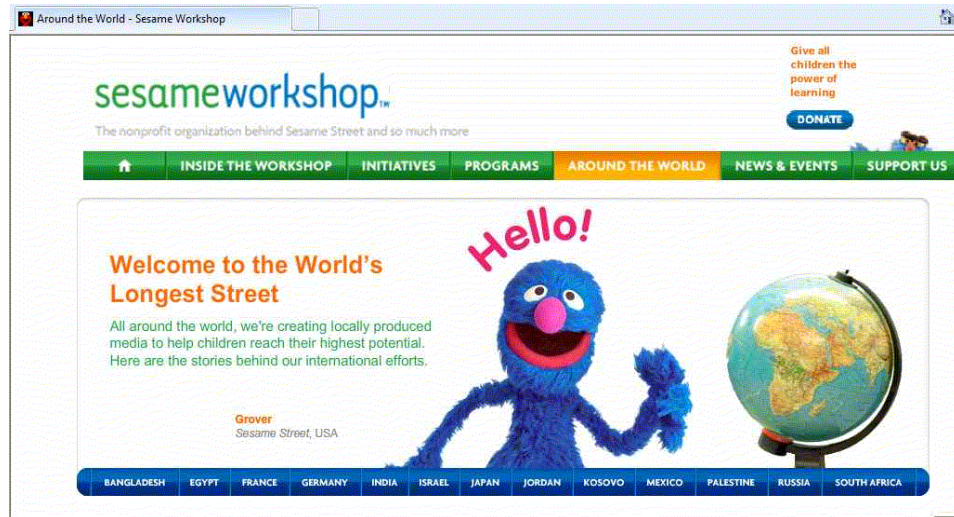 Around the World - Sesame Workshop
Give all
children the
power of
learning
DONATE
sesameworkshop™
The nonprofit organization behind Sesame Street and so much more
INSIDE THE WORKSHOP INITIATIVES PROGRAMS AROUND THE WORLD NEWS & EVENTS SUPPORT US
Hello!
Welcome to the World's
Longest Street
All around the world, we're creating locally produced
media to help children reach their highest potential.
Here are the stories behind our international efforts.
Grover
Sesame Street, USA
BANGLADESH EGYPT FRANCE GERMANY INDIA ISRAEL JAPAN JORDAN KOSOVO MEXICO PALESTINE RUSSIA SOUTH AFRICA